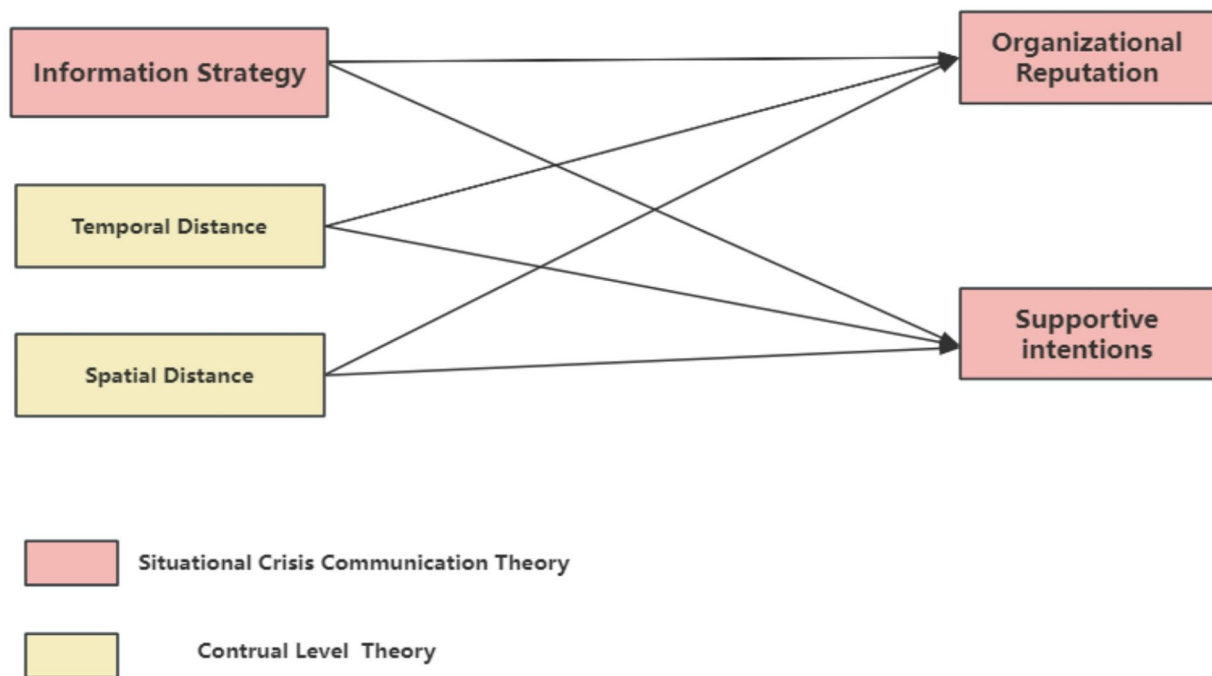 Information Strategy
Organizational
Reputation
Temporal Distance
Spatial Distance
Supportive
intentions
Situational Crisis Communication Theory
Contrual Level Theory